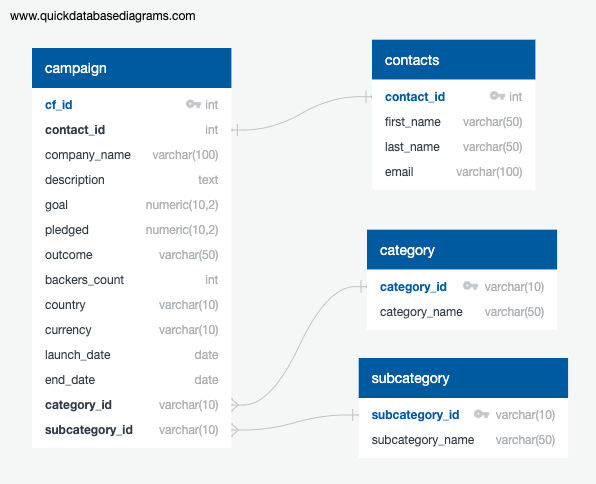 www.quickdatabasediagrams.com
campaign
cf_id int
contact_id int
company_name varchar(100)
description text
goal numeric(10,2)
pledged numeric(10,2)
outcome varchar(50)
backers_count int
country varchar(10)
currency varchar(10)
launch_date date
end_date date
category_id varchar(10)
subcategory_id varchar(10)
contacts
contact_id int
first_name varchar(50)
last_name varchar(50)
email varchar(100)
category
category_id varchar(10)
category_name varchar(50)
subcategory
subcategory_id varchar(10)
subcategory_name varchar(50)